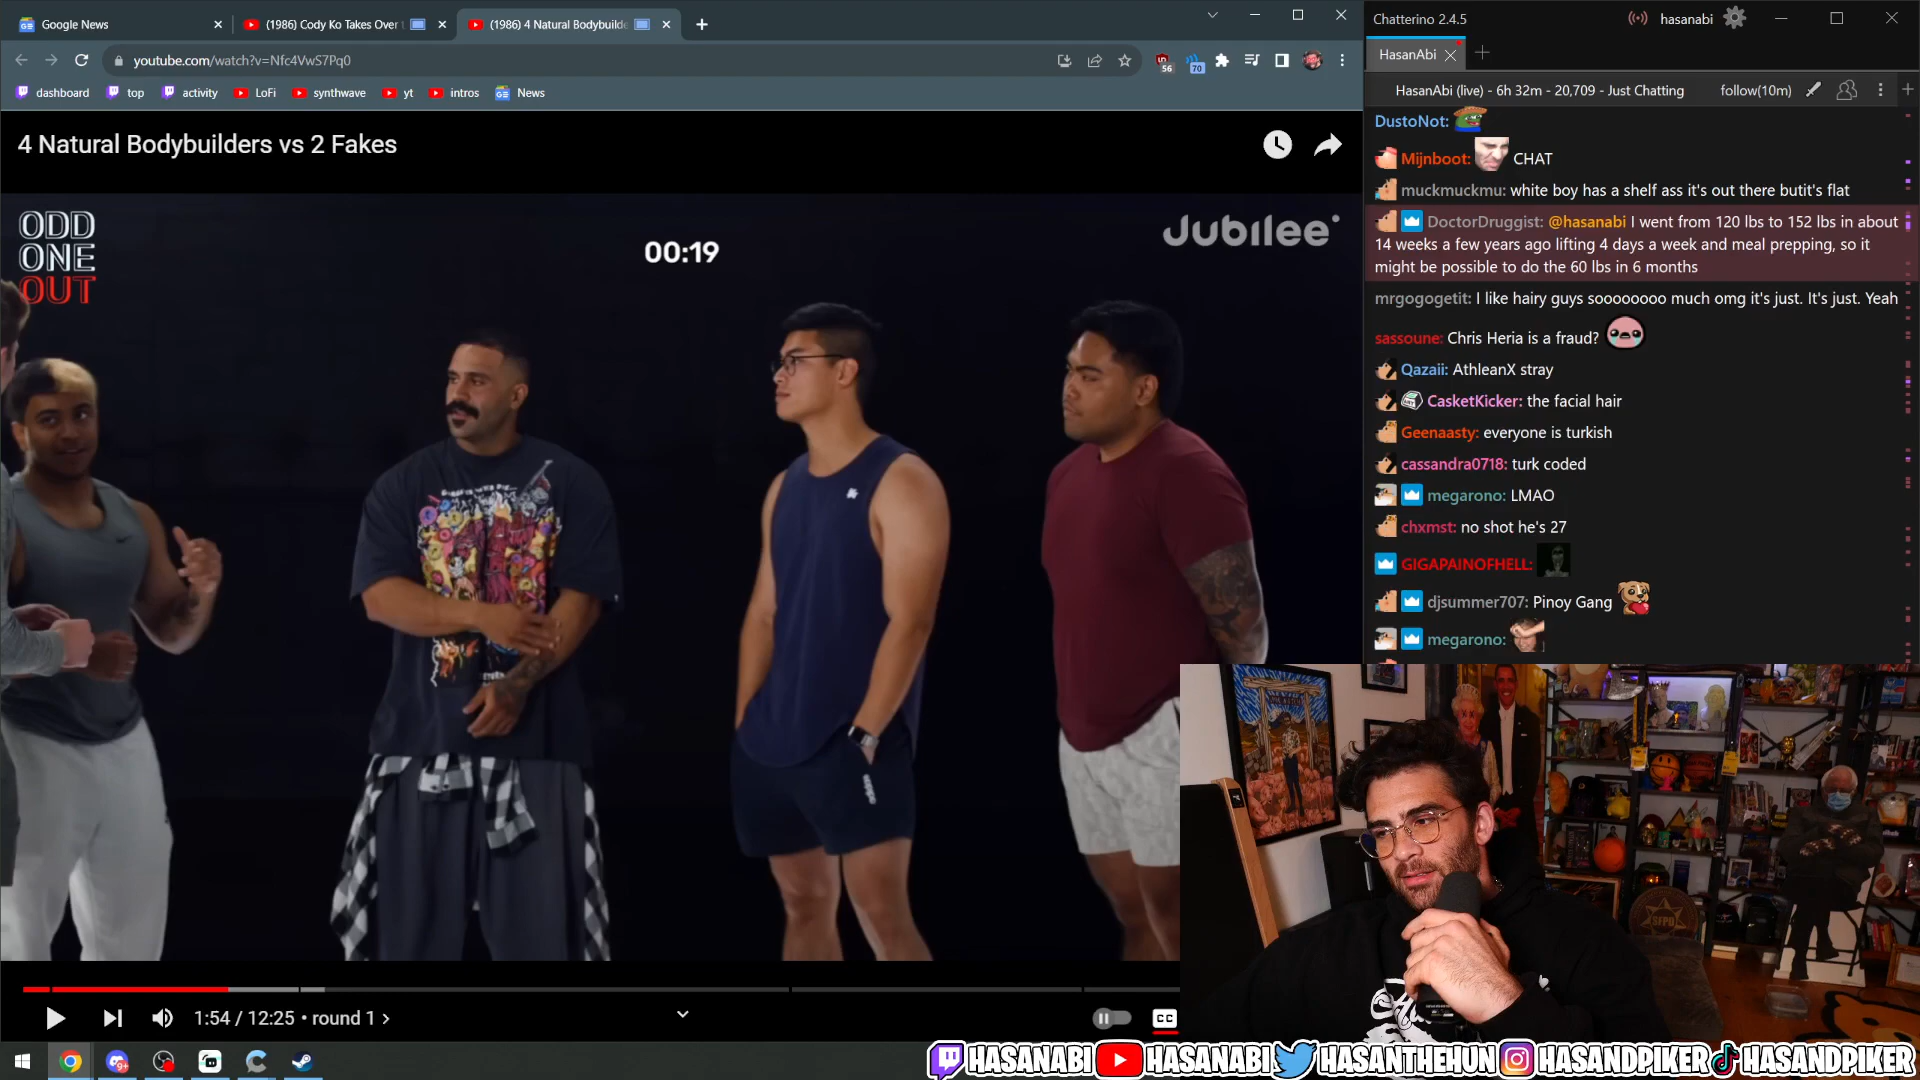 Google News
(1986) Cody Ko Takes Over
(1986) 4 Natural Bodybuilde
youtube.com/watch?v=Nfc4VwS7Pq0
56
70
dashboard
top
activity
LoFi
synthwave
yt
intros
News
4 Natural Bodybuilders vs 2 Fakes
ODD
ONE
OUT
00:19
Jubilee
1:54 / 12:25 • round 1 >
CC
Chatterino 2.4.5
hasanabi
HasanAbi
HasanAbi (live) - 6h 32m - 20,709 - Just Chatting
follow(10m)
DustoNot:
Mijnboot: CHAT
muckmuckmu: white boy has a shelf ass it's out there butit's flat
DoctorDruggist: @hasanabi I went from 120 lbs to 152 lbs in about
14 weeks a few years ago lifting 4 days a week and meal prepping, so it
might be possible to do the 60 lbs in 6 months
mrgogogetit: I like hairy guys soooooooo much omg it's just. It's just. Yeah
sassoune: Chris Heria is a fraud?
Qazaii: AthleanX stray
CasketKicker: the facial hair
Geenaasty: everyone is turkish
cassandra0718: turk coded
megarono: LMAO
chxmst: no shot he's 27
GIGAPAINOFHELL:
djsummer707: Pinoy Gang
megarono:
SFPD
HASANABI
HASANABI
HASANTHEHUN
HASANDPIKER
HASANDPIKER